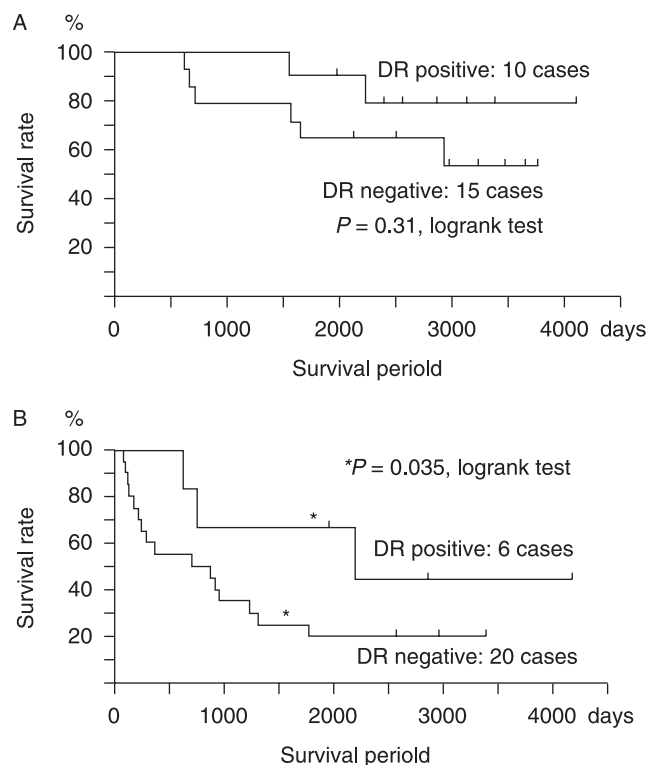 A
%
100
80
60
40
20
Survival rate
DR positive: 10 cases
DR negative: 15 cases
P = 0.31, logrank test
0 1000 2000 3000 4000 days
Survival periold
B
%
100
80
60
40
20
Survival rate
*P = 0.035, logrank test
*
DR positive: 6 cases
*
DR negative: 20 cases
0 1000 2000 3000 4000 days
Survival periold